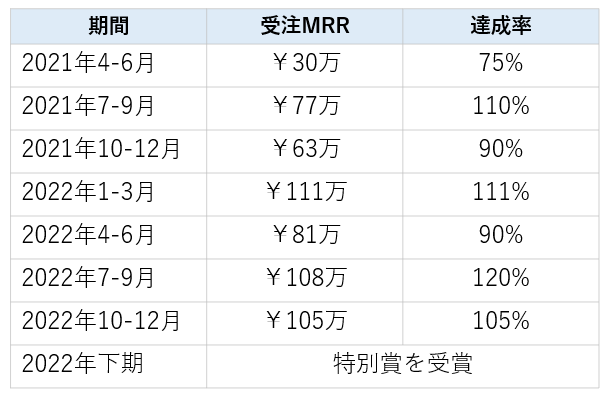 期間 受注MRR 達成率
2021年4-6月 ￥30万 75%
2021年7-9月 ￥77万 110%
2021年10-12月 ￥63万 90%
2022年1-3月 ￥111万 111%
2022年4-6月 ￥81万 90%
2022年7-9月 ￥108万 120%
2022年10-12月 ￥105万 105%
2022年下期 特別賞を受賞